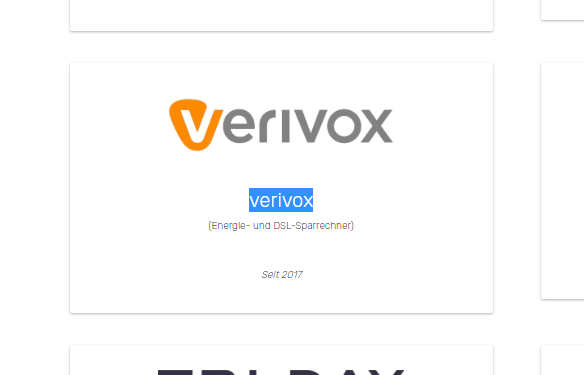 verivox
verivox
(Energie- und DSL-Sparrechner)
Seit 2017